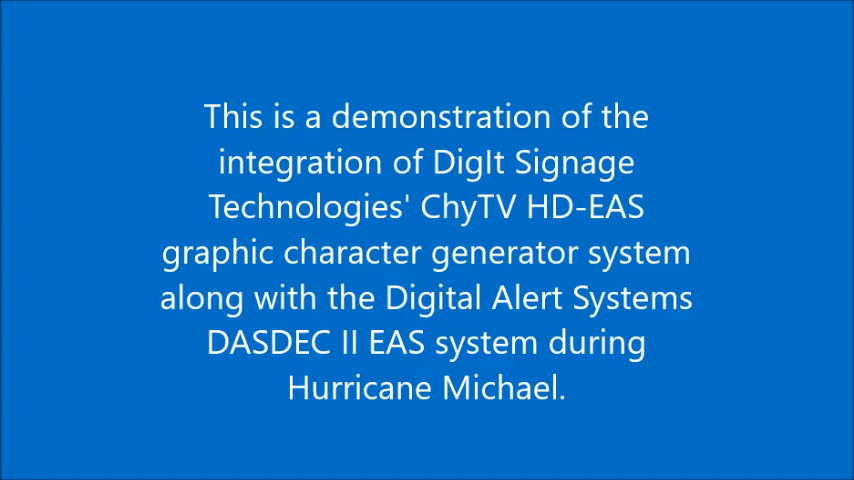 This is a demonstration of the
integration of DigIt Signage
Technologies' ChyTV HD-EAS
graphic character generator system
along with the Digital Alert Systems
DASDEC II EAS system during
Hurricane Michael.